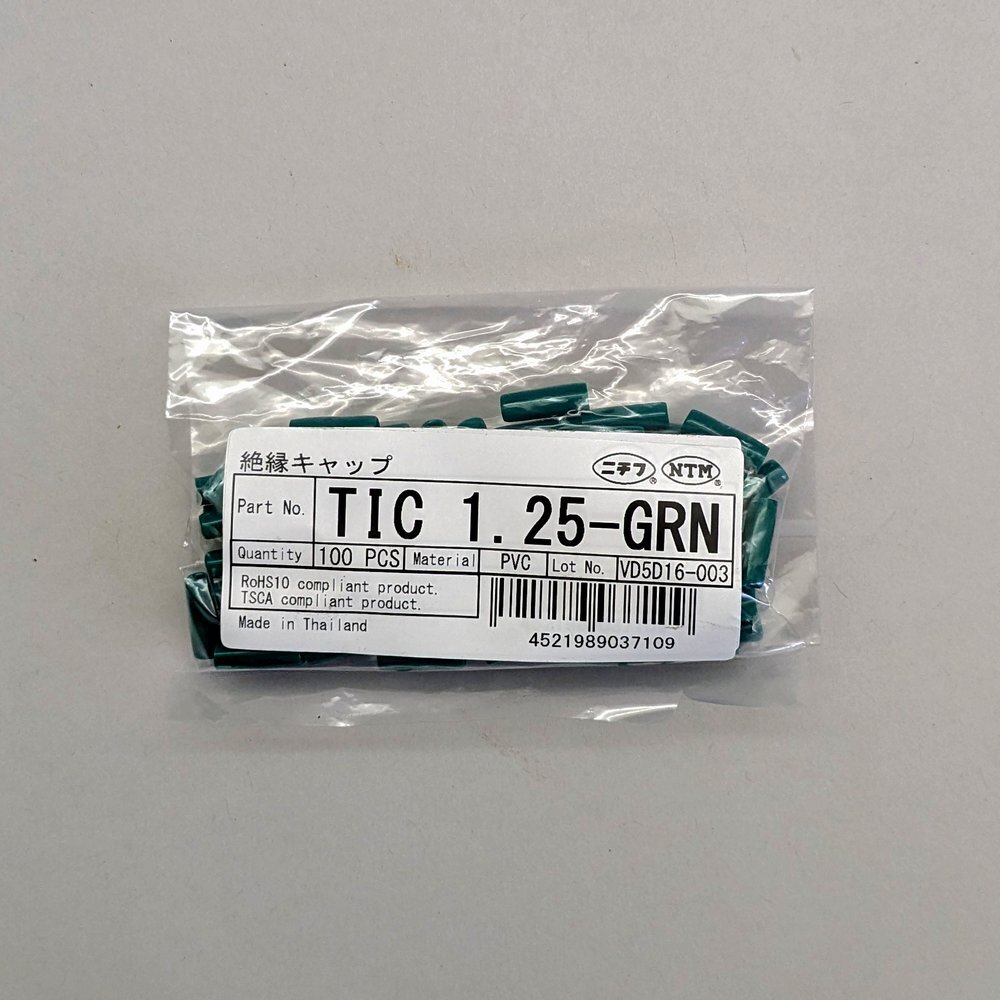 絶縁キャップ ニチフ® NTM®
Part No. TIC 1.25-GRN
Quantity 100 PCS Material PVC Lot No. VD5D16-003
RoHS10 compliant product.
TSCA compliant product.
Made in Thailand
4521989037109